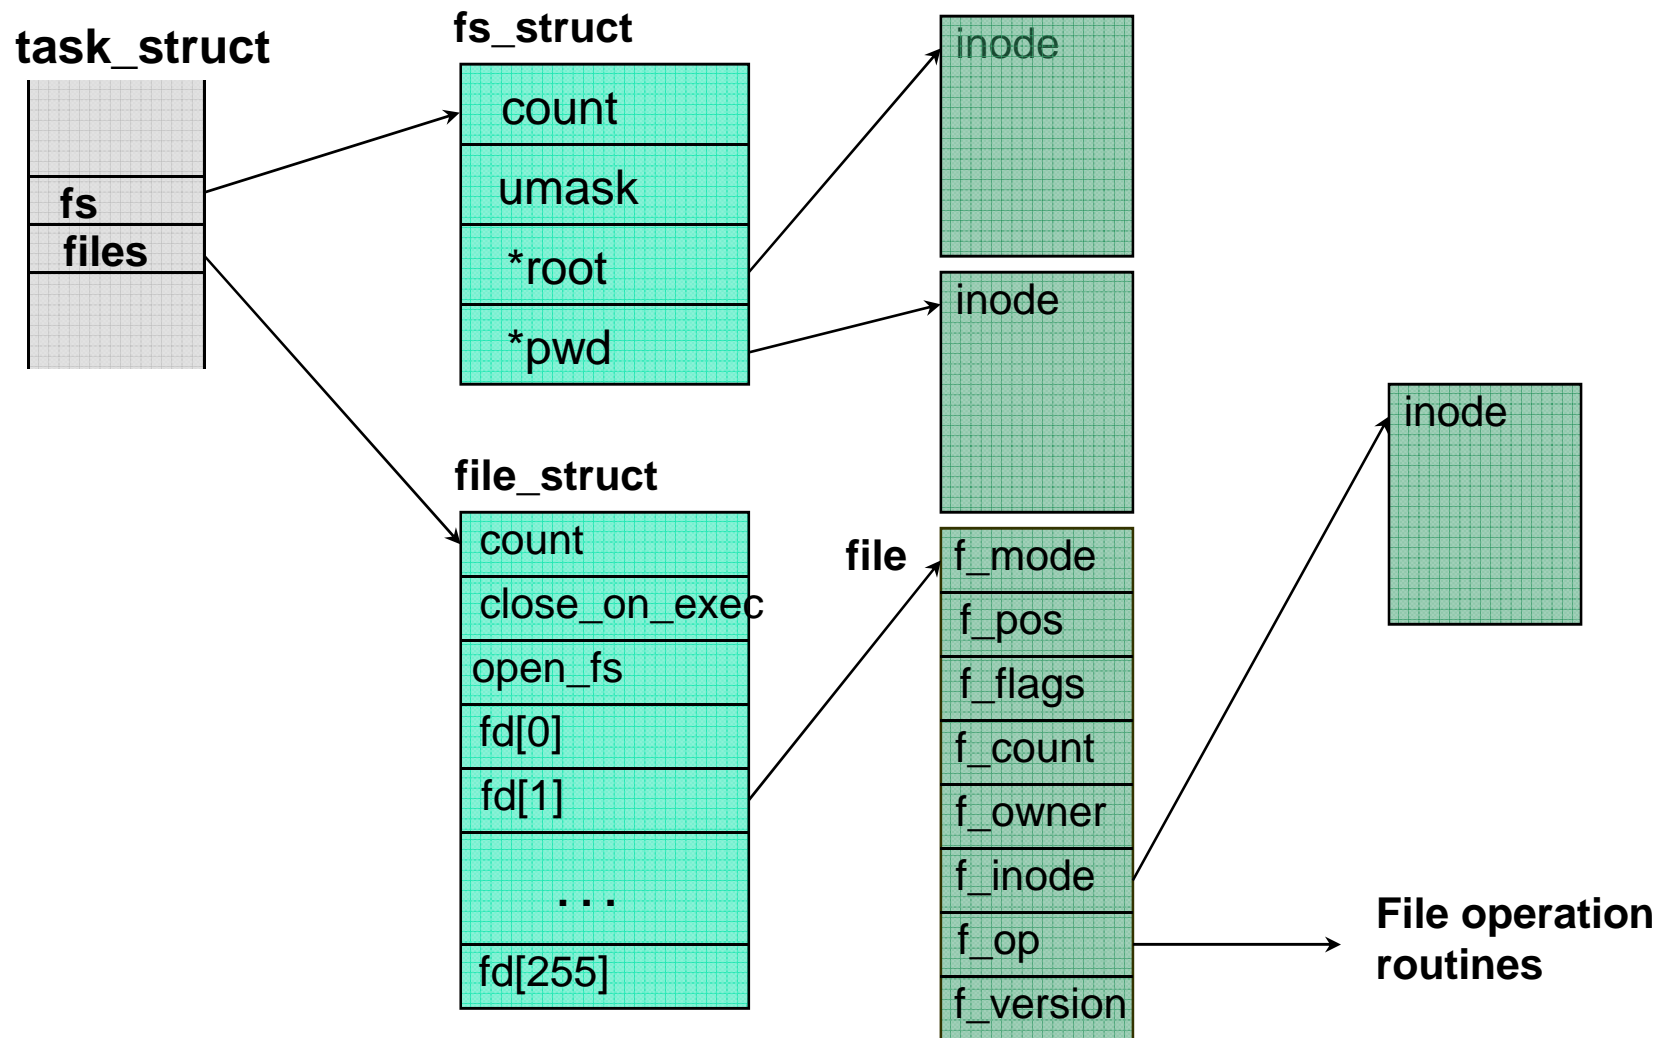 task_struct
fs
files
fs_struct
count
umask
*root
*pwd
inode
inode
file_struct
count
close_on_exec
open_fs
fd[0]
fd[1]
...
fd[255]
file
f_mode
f_pos
f_flags
f_count
f_owner
f_inode
f_op
f_version
inode
File operation
routines